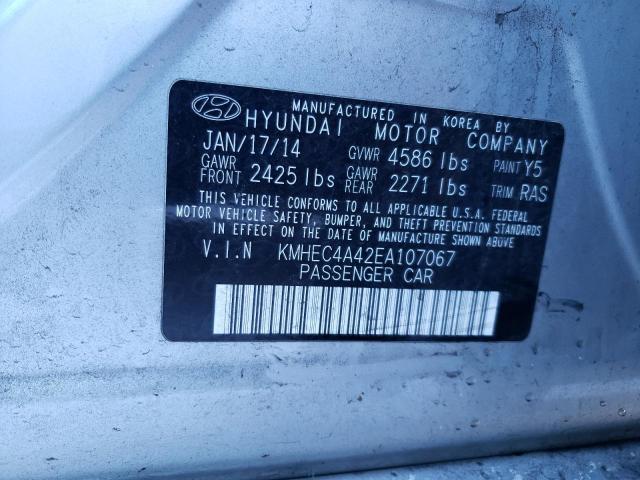 MANUFACTURED IN KOREA BY
HYUNDAI MOTOR COMPANY
JAN/17/14 GVWR 4586 lbs PAINT Y5
GAWR FRONT 2425 lbs GAWR REAR 2271 lbs TRIM RAS
THIS VEHICLE CONFORMS TO ALL APPLICABLE U.S.A. FEDERAL
MOTOR VEHICLE SAFETY, BUMPER, AND THEFT PREVENTION STANDARDS
IN EFFECT ON THE DATE OF MANUFACTURE SHOWN ABOVE
V.I.N KMHEC4A42EA107067
PASSENGER CAR